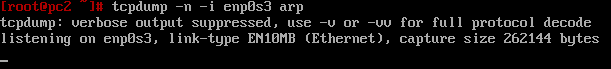 [root@pc2 ~]# tcpdump -n -i enp0s3 arp
tcpdump: verbose output suppressed, use -v or -vv for full protocol decode
listening on enp0s3, link-type EN10MB (Ethernet), capture size 262144 bytes